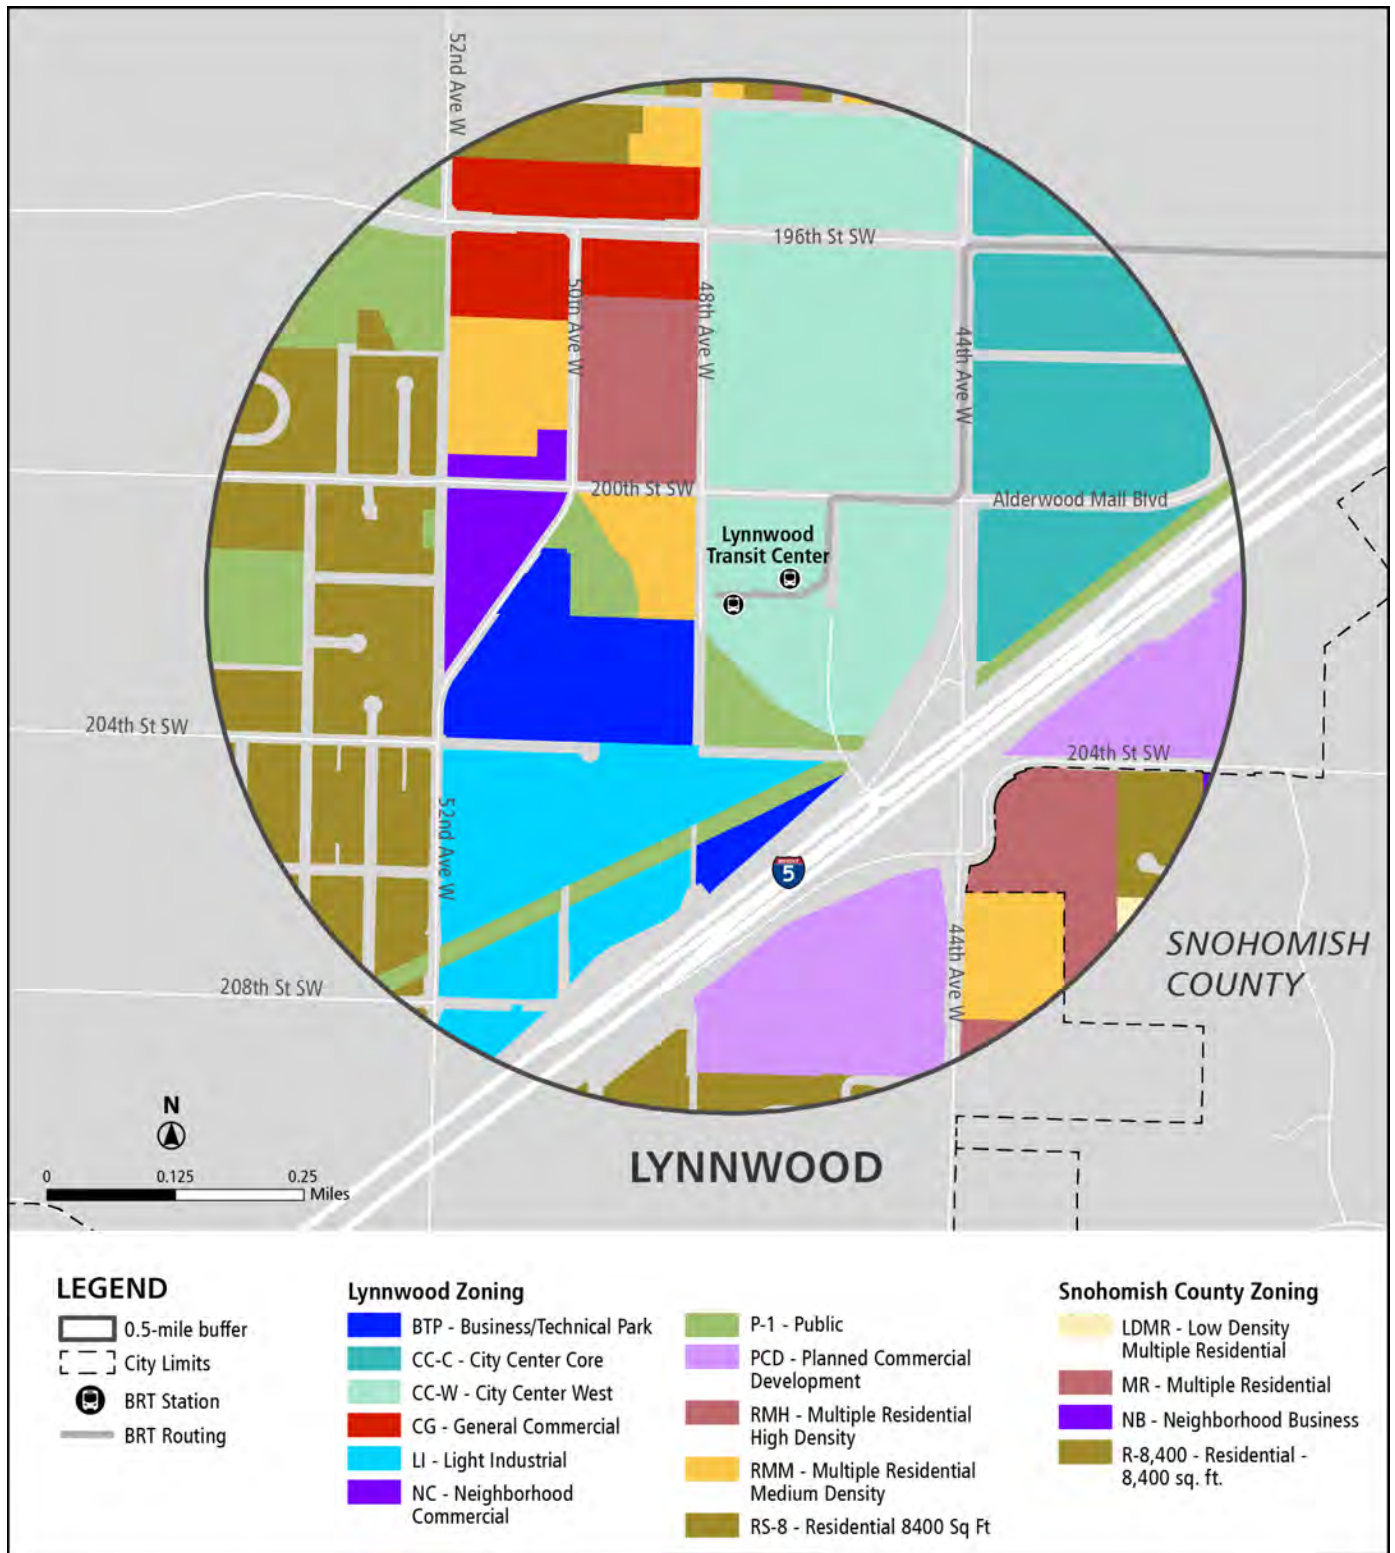 52nd Ave W
196th St SW
50th Ave W
48th Ave W
44th Ave W
200th St SW
Alderwood Mall Blvd
Lynnwood
Transit Center
204th St SW
204th St SW
52nd Ave W
INTERSTATE
5
44th Ave W
SNOHOMISH
COUNTY
208th St SW
N
LYNNWOOD
0 0.125 0.25
Miles
LEGEND
0.5-mile buffer
City Limits
BRT Station
BRT Routing
Lynnwood Zoning
BTP - Business/Technical Park
CC-C - City Center Core
CC-W - City Center West
CG - General Commercial
LI - Light Industrial
NC - Neighborhood
Commercial
P-1 - Public
PCD - Planned Commercial
Development
RMH - Multiple Residential
High Density
RMM - Multiple Residential
Medium Density
RS-8 - Residential 8400 Sq Ft
Snohomish County Zoning
LDMR - Low Density
Multiple Residential
MR - Multiple Residential
NB - Neighborhood Business
R-8,400 - Residential -
8,400 sq. ft.